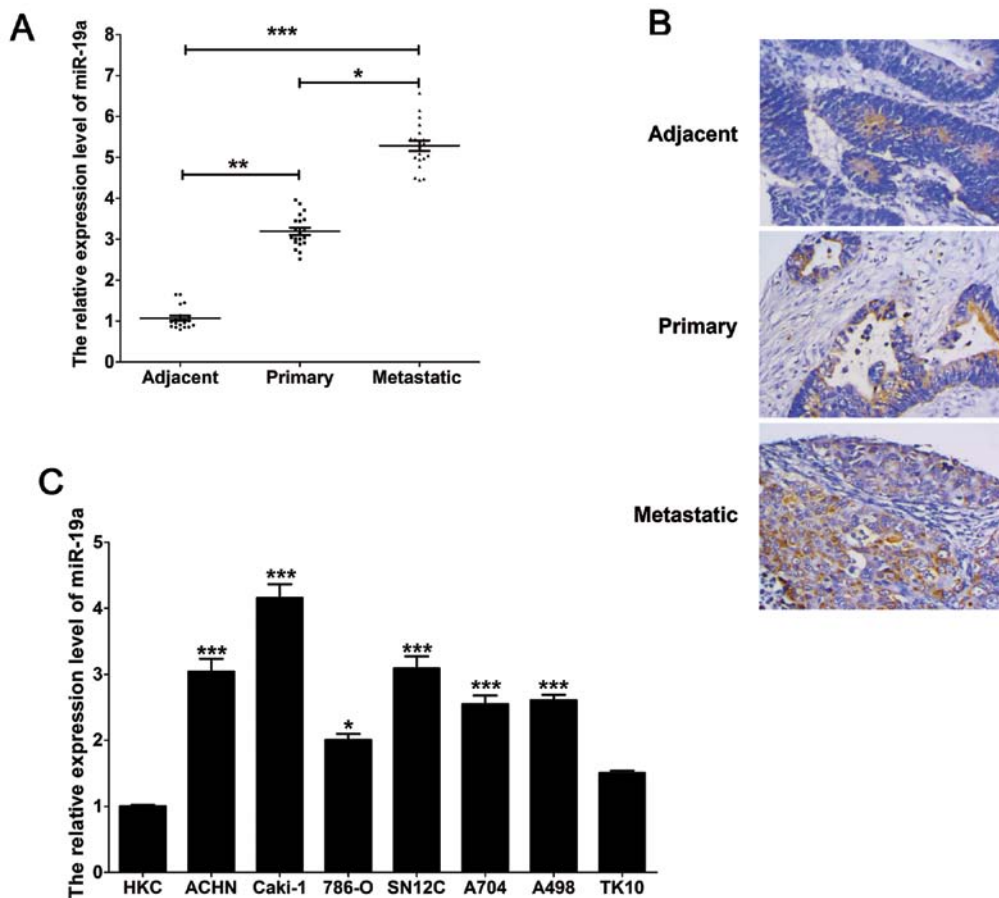 A
The relative expression level of miR-19a
8
7
6
5
4
3
2
1
0
***
*
**
Adjacent
Primary
Metastatic
B
Adjacent
Primary
Metastatic
C
The relative expression level of miR-19a
5
4
3
2
1
0
***
***
*
***
***
***
HKC
ACHN
Caki-1
786-O
SN12C
A704
A498
TK10